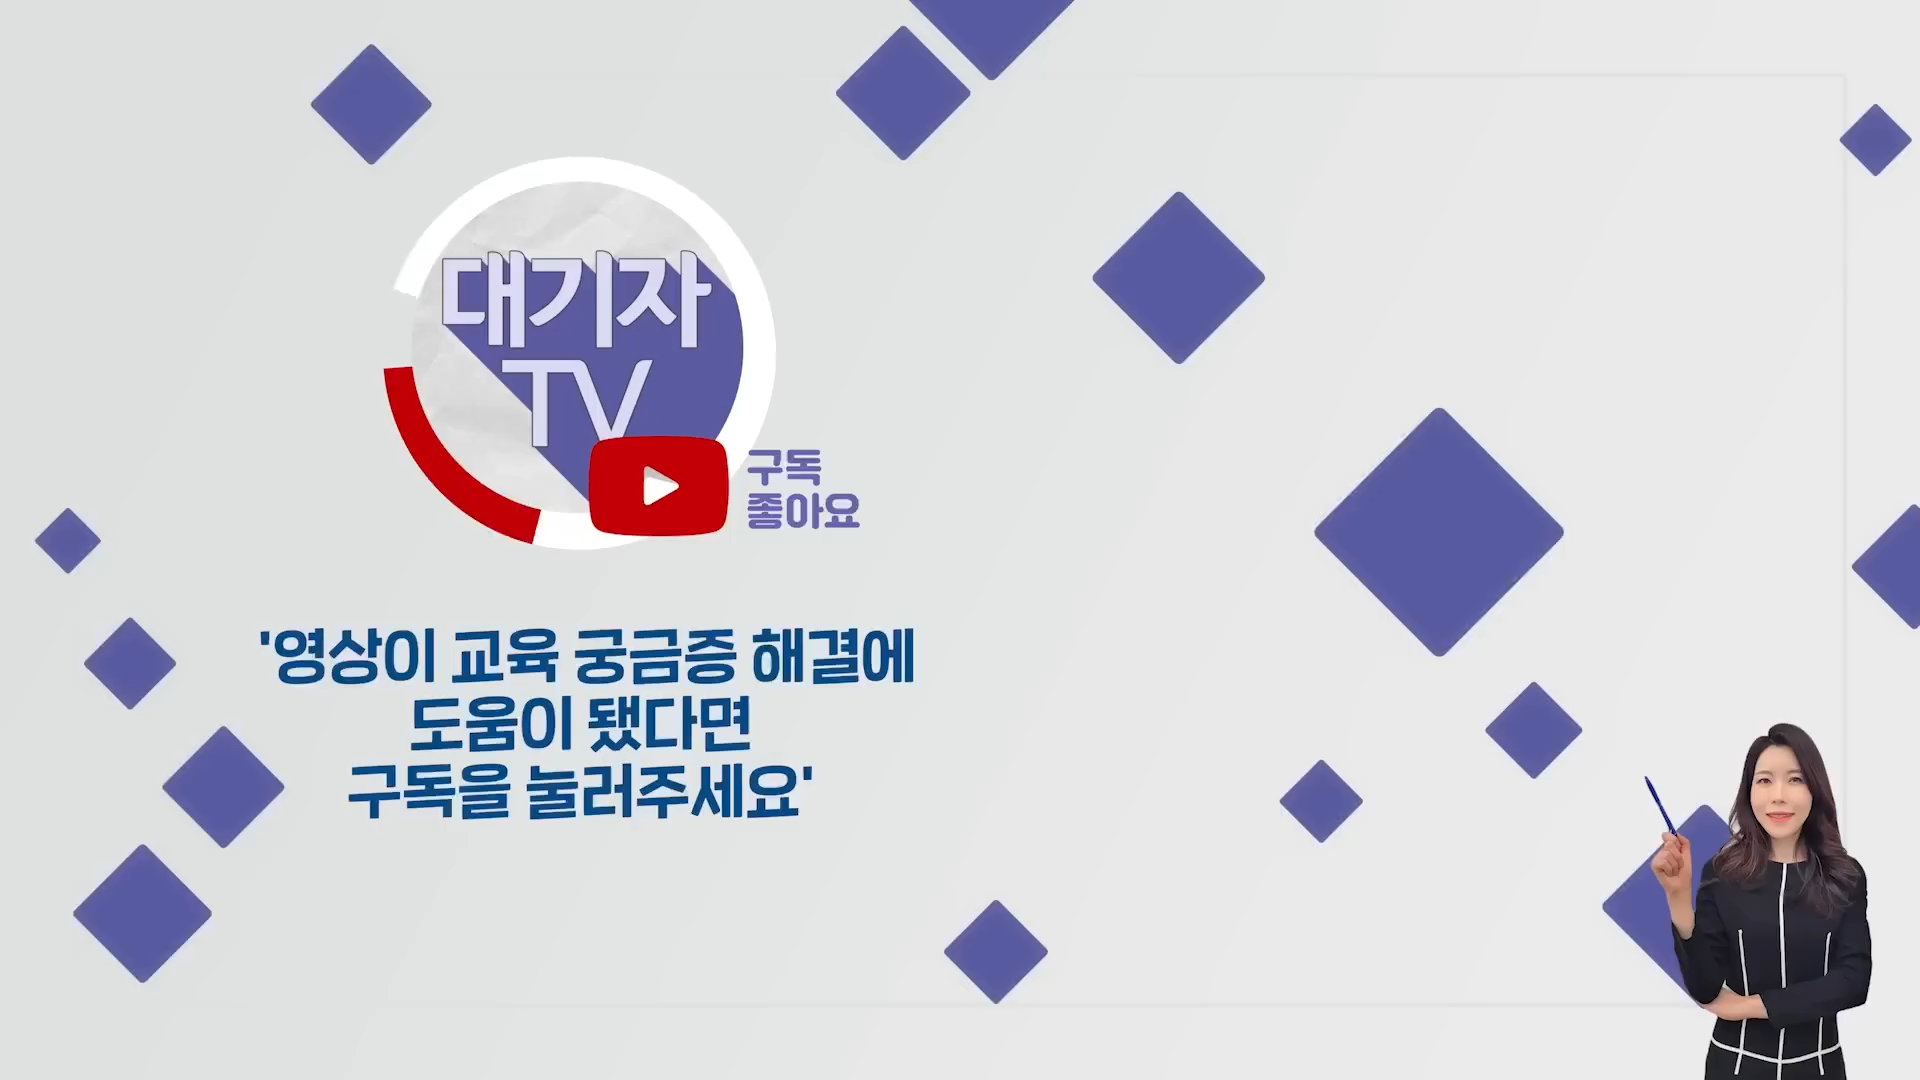 대기자
TV
구독
좋아요
'영상이 교육 궁금증 해결에
도움이 됐다면
구독을 눌러주세요'